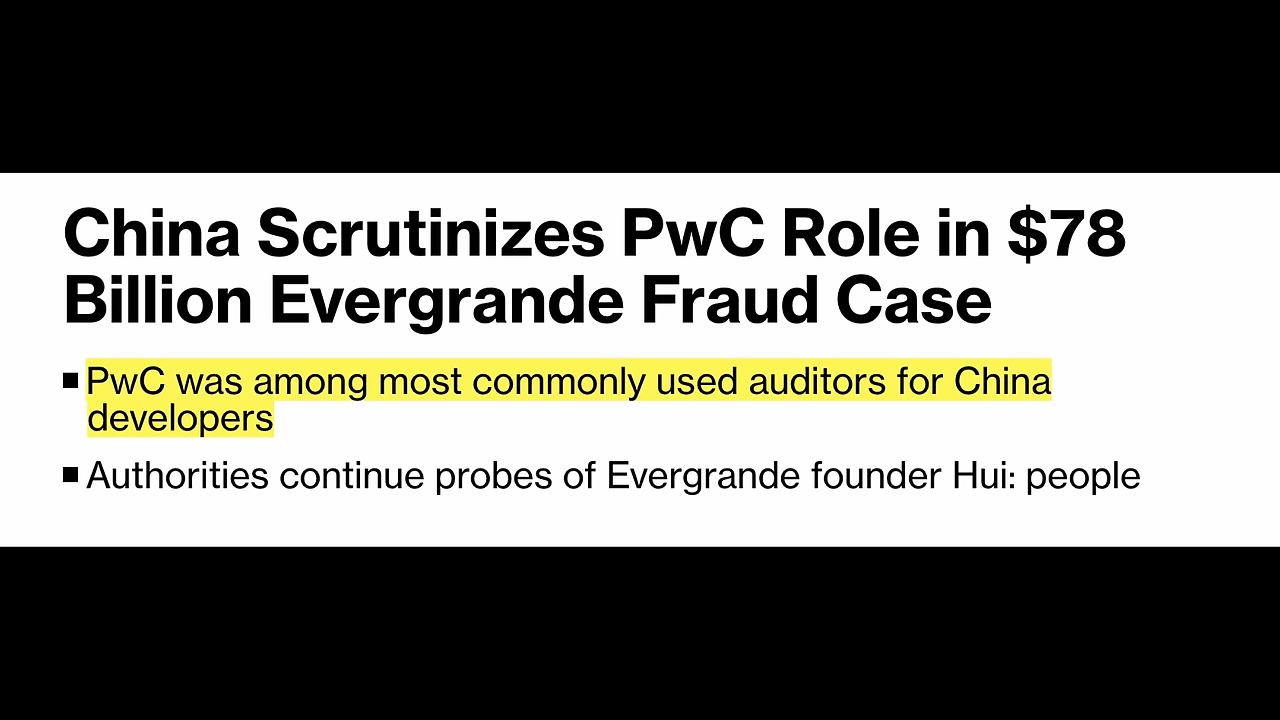 China Scrutinizes PwC Role in $78
Billion Evergrande Fraud Case
▪ PwC was among most commonly used auditors for China
developers
▪ Authorities continue probes of Evergrande founder Hui: people